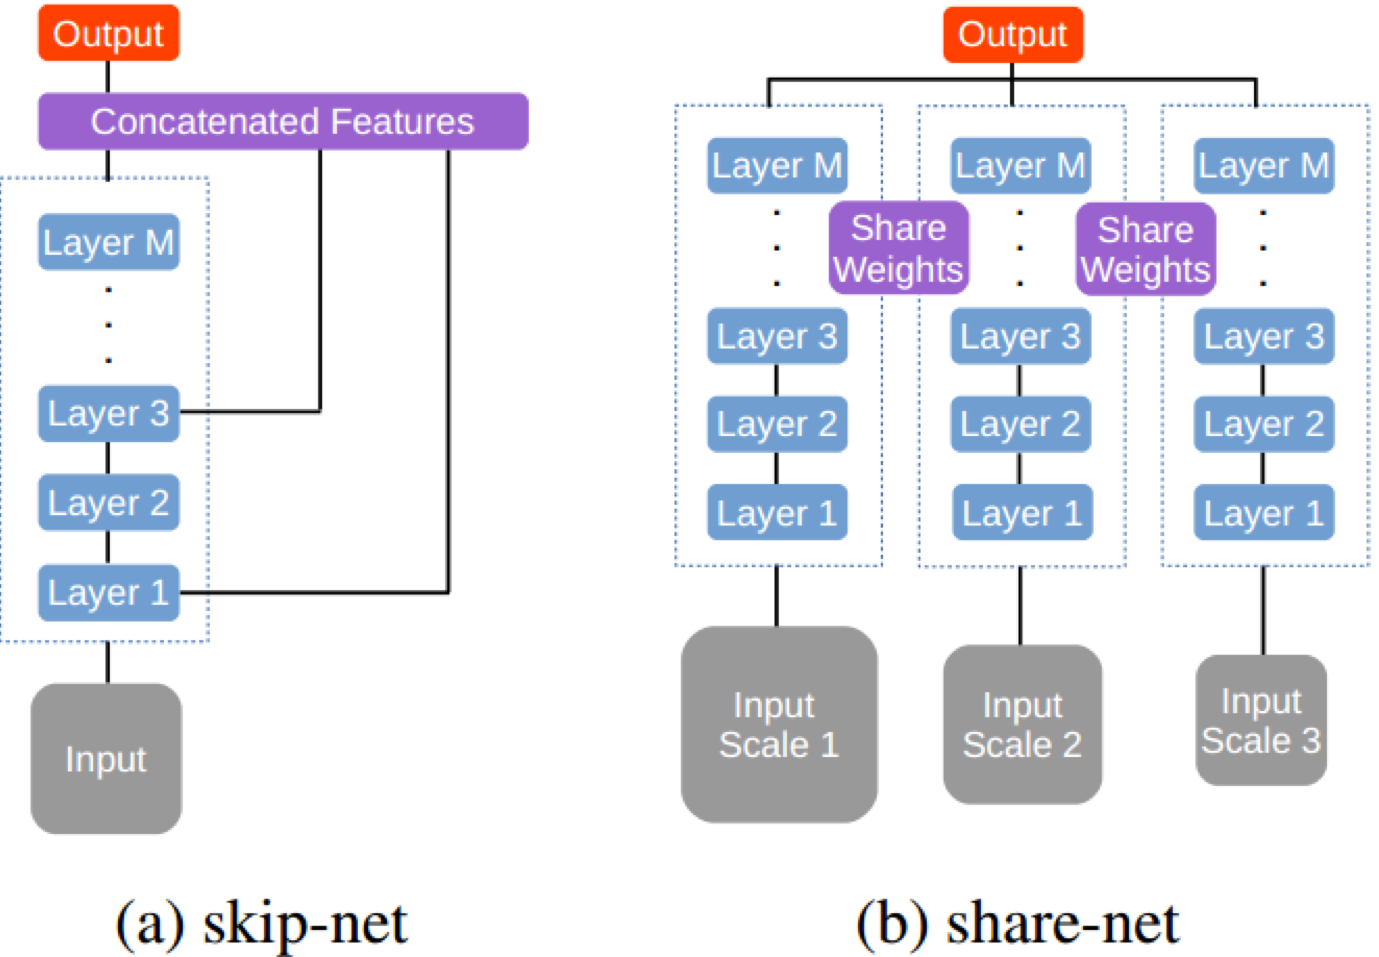 Output
Concatenated Features
Layer M
Layer 3
Layer 2
Layer 1
Input
(a) skip-net
Output
Layer M
Layer M
Layer M
Share
Weights
Share
Weights
Layer 3
Layer 3
Layer 3
Layer 2
Layer 2
Layer 2
Layer 1
Layer 1
Layer 1
Input
Scale 1
Input
Scale 2
Input
Scale 3
(b) share-net